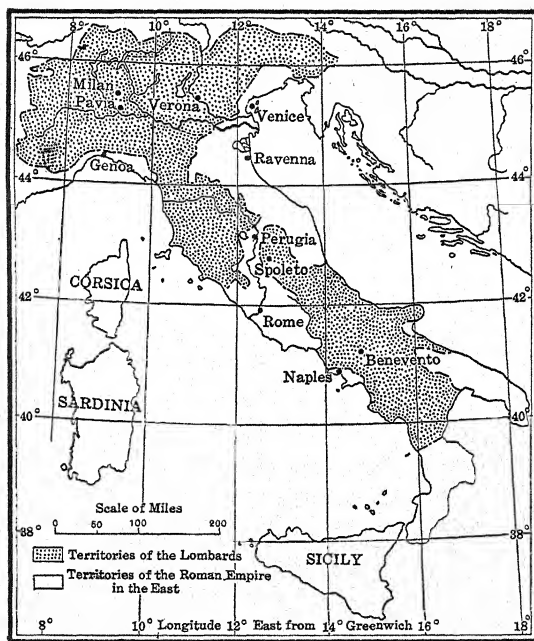 8° 10° 12° 14° 16° 18°
46° 46°
Milan
Pavia Verona Venice
Ravenna
Genoa
44° 44°
Perugia
Spoleto
CORSICA
42° 42°
Rome
Benevento
Naples
SARDINIA
40° 40°
Scale of Miles
0 50 100 200
38° 38°
Territories of the Lombards
SICILY
Territories of the Roman Empire
in the East
8° 10° 12° 14° 16° 18°
Longitude East from Greenwich